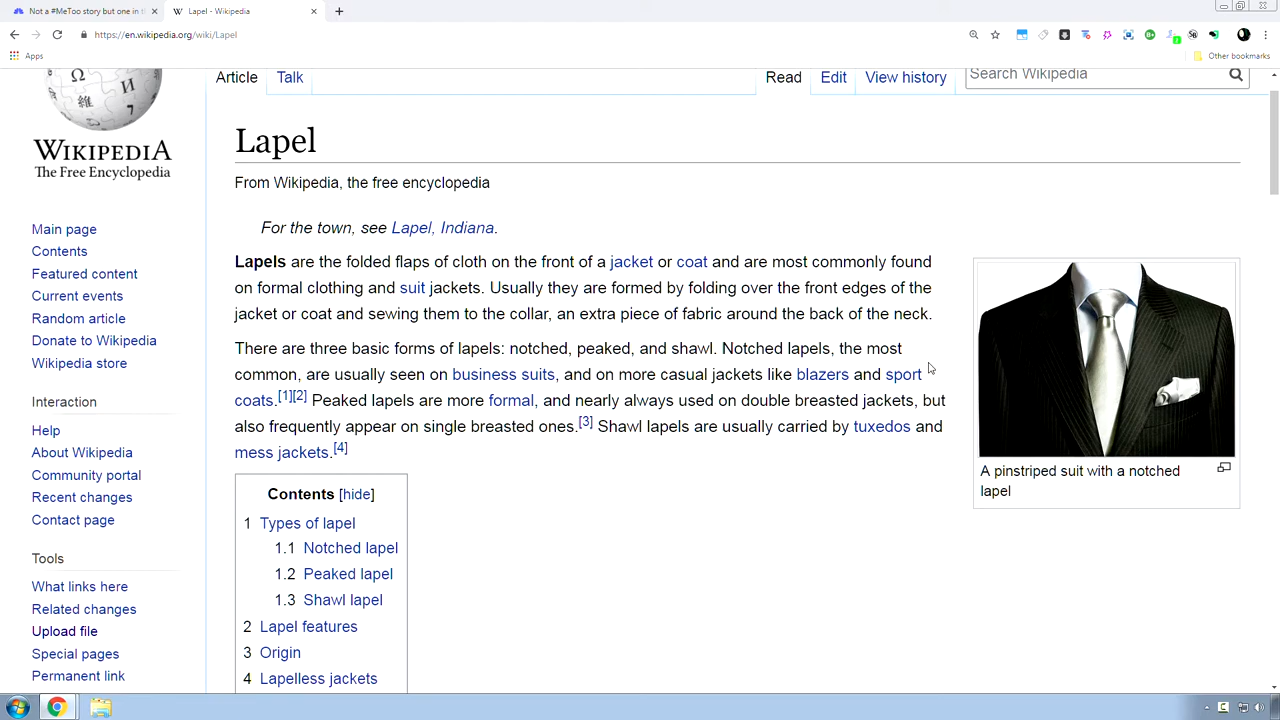 Not a #MeToo story but one in t
Lapel - Wikipedia
https://en.wikipedia.org/wiki/Lapel
Apps
Other bookmarks
WIKIPEDIA
The Free Encyclopedia
Article
Talk
Read
Edit
View history
Search Wikipedia
Lapel
From Wikipedia, the free encyclopedia
For the town, see Lapel, Indiana.
Lapels are the folded flaps of cloth on the front of a jacket or coat and are most commonly found
on formal clothing and suit jackets. Usually they are formed by folding over the front edges of the
jacket or coat and sewing them to the collar, an extra piece of fabric around the back of the neck.
There are three basic forms of lapels: notched, peaked, and shawl. Notched lapels, the most
common, are usually seen on business suits, and on more casual jackets like blazers and sport
coats.[1][2] Peaked lapels are more formal, and nearly always used on double breasted jackets, but
also frequently appear on single breasted ones.[3] Shawl lapels are usually carried by tuxedos and
mess jackets.[4]
A pinstriped suit with a notched
lapel
Contents [hide]
1 Types of lapel
1.1 Notched lapel
1.2 Peaked lapel
1.3 Shawl lapel
2 Lapel features
3 Origin
4 Lapelless jackets
Main page
Contents
Featured content
Current events
Random article
Donate to Wikipedia
Wikipedia store
Interaction
Help
About Wikipedia
Community portal
Recent changes
Contact page
Tools
What links here
Related changes
Upload file
Special pages
Permanent link